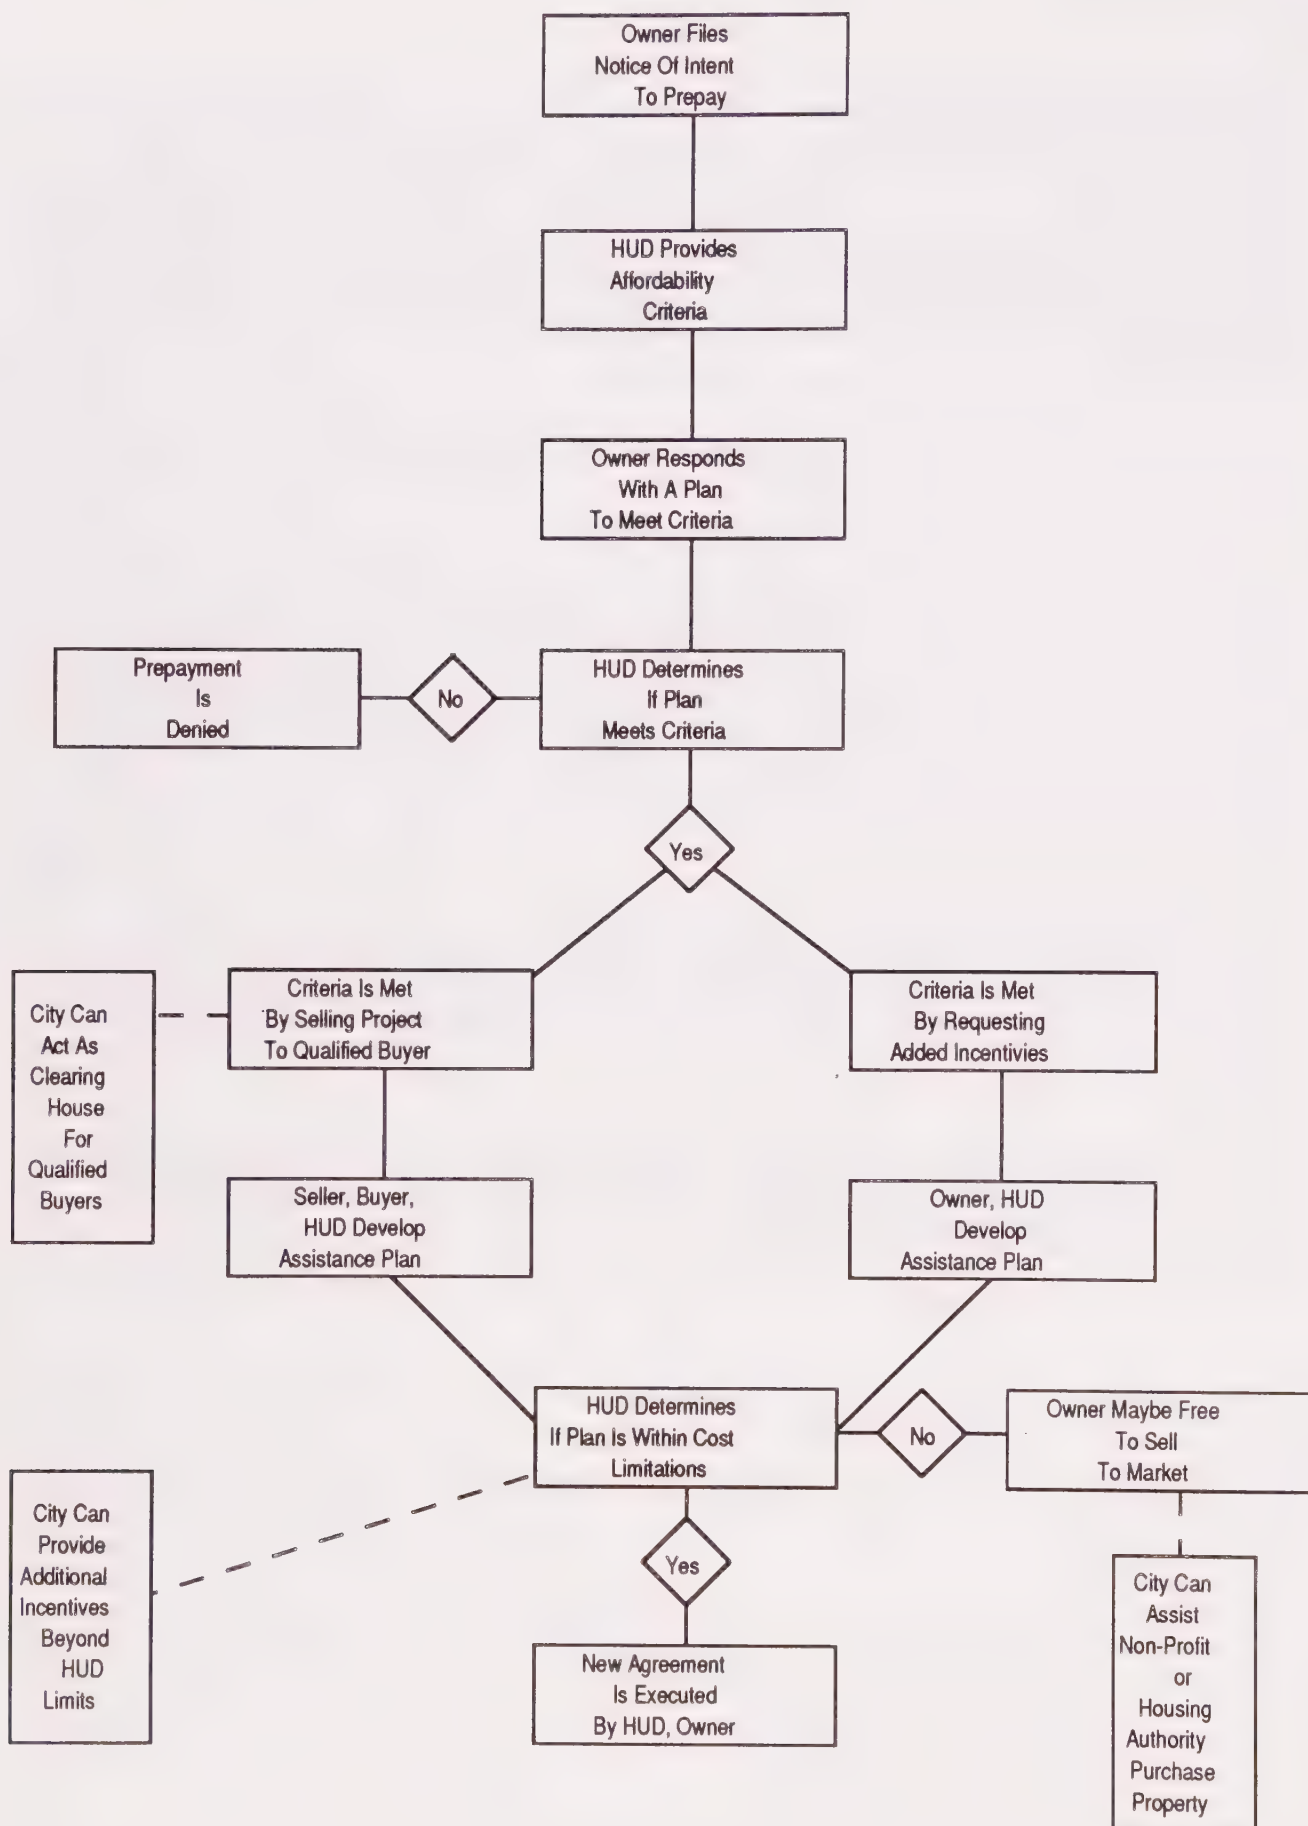 Owner Files
Notice Of Intent
To Prepay
HUD Provides
Affordability
Criteria
Owner Responds
With A Plan
To Meet Criteria
Prepayment
Is
Denied
No
HUD Determines
If Plan
Meets Criteria
Yes
City Can
Act As
Clearing
House
For
Qualified
Buyers
Criteria Is Met
By Selling Project
To Qualified Buyer
Criteria Is Met
By Requesting
Added Incentivies
Seller, Buyer,
HUD Develop
Assistance Plan
Owner, HUD
Develop
Assistance Plan
HUD Determines
If Plan Is Within Cost
Limitations
No
Owner Maybe Free
To Sell
To Market
City Can
Provide
Additional
Incentives
Beyond
HUD
Limits
Yes
New Agreement
Is Executed
By HUD, Owner
City Can
Assist
Non-Profit
or
Housing
Authority
Purchase
Property